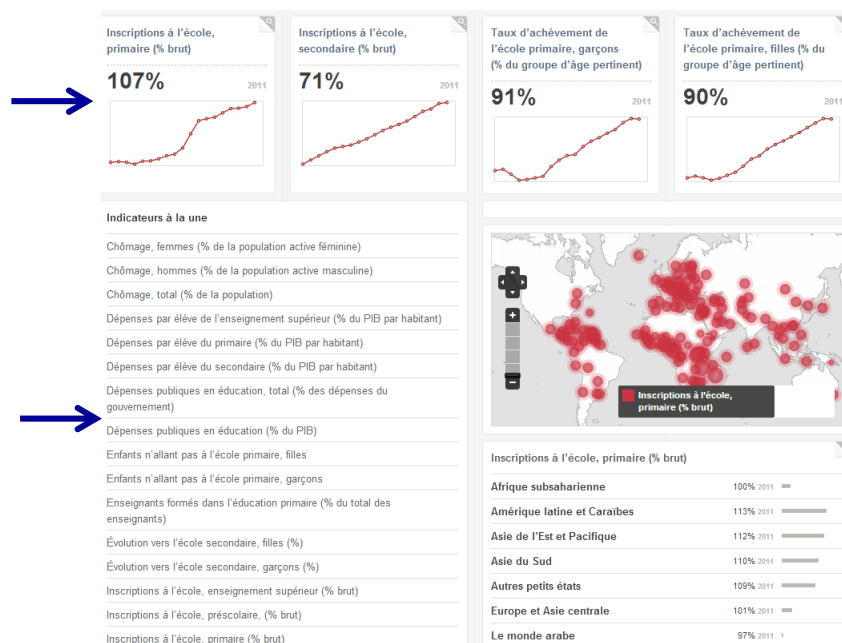 Inscriptions à l'école,
primaire (% brut)
107%
2011
Inscriptions à l'école,
secondaire (% brut)
71%
2011
Taux d'achèvement de
l'école primaire, garçons
(% du groupe d'âge pertinent)
91%
2011
Taux d'achèvement de
l'école primaire, filles (% du
groupe d'âge pertinent)
90%
2011
Indicateurs à la une
Chômage, femmes (% de la population active féminine)
Chômage, hommes (% de la population active masculine)
Chômage, total (% de la population)
Dépenses par élève de l'enseignement supérieur (% du PIB par habitant)
Dépenses par élève du primaire (% du PIB par habitant)
Dépenses par élève du secondaire (% du PIB par habitant)
Dépenses publiques en éducation, total (% des dépenses du
gouvernement)
Dépenses publiques en éducation (% du PIB)
Enfants n'allant pas à l'école primaire, filles
Enfants n'allant pas à l'école primaire, garçons
Enseignants formés dans l'éducation primaire (% du total des
enseignants)
Évolution vers l'école secondaire, filles (%)
Évolution vers l'école secondaire, garçons (%)
Inscriptions à l'école, enseignement supérieur (% brut)
Inscriptions à l'école, préscolaire, (% brut)
Inscriptions à l'école, primaire (% brut)
Inscriptions à l'école,
primaire (% brut)
Inscriptions à l'école, primaire (% brut)
Afrique subsaharienne 100% 2011
Amérique latine et Caraïbes 113% 2011
Asie de l'Est et Pacifique 112% 2011
Asie du Sud 110% 2011
Autres petits états 109% 2011
Europe et Asie centrale 101% 2011
Le monde arabe 97% 2011